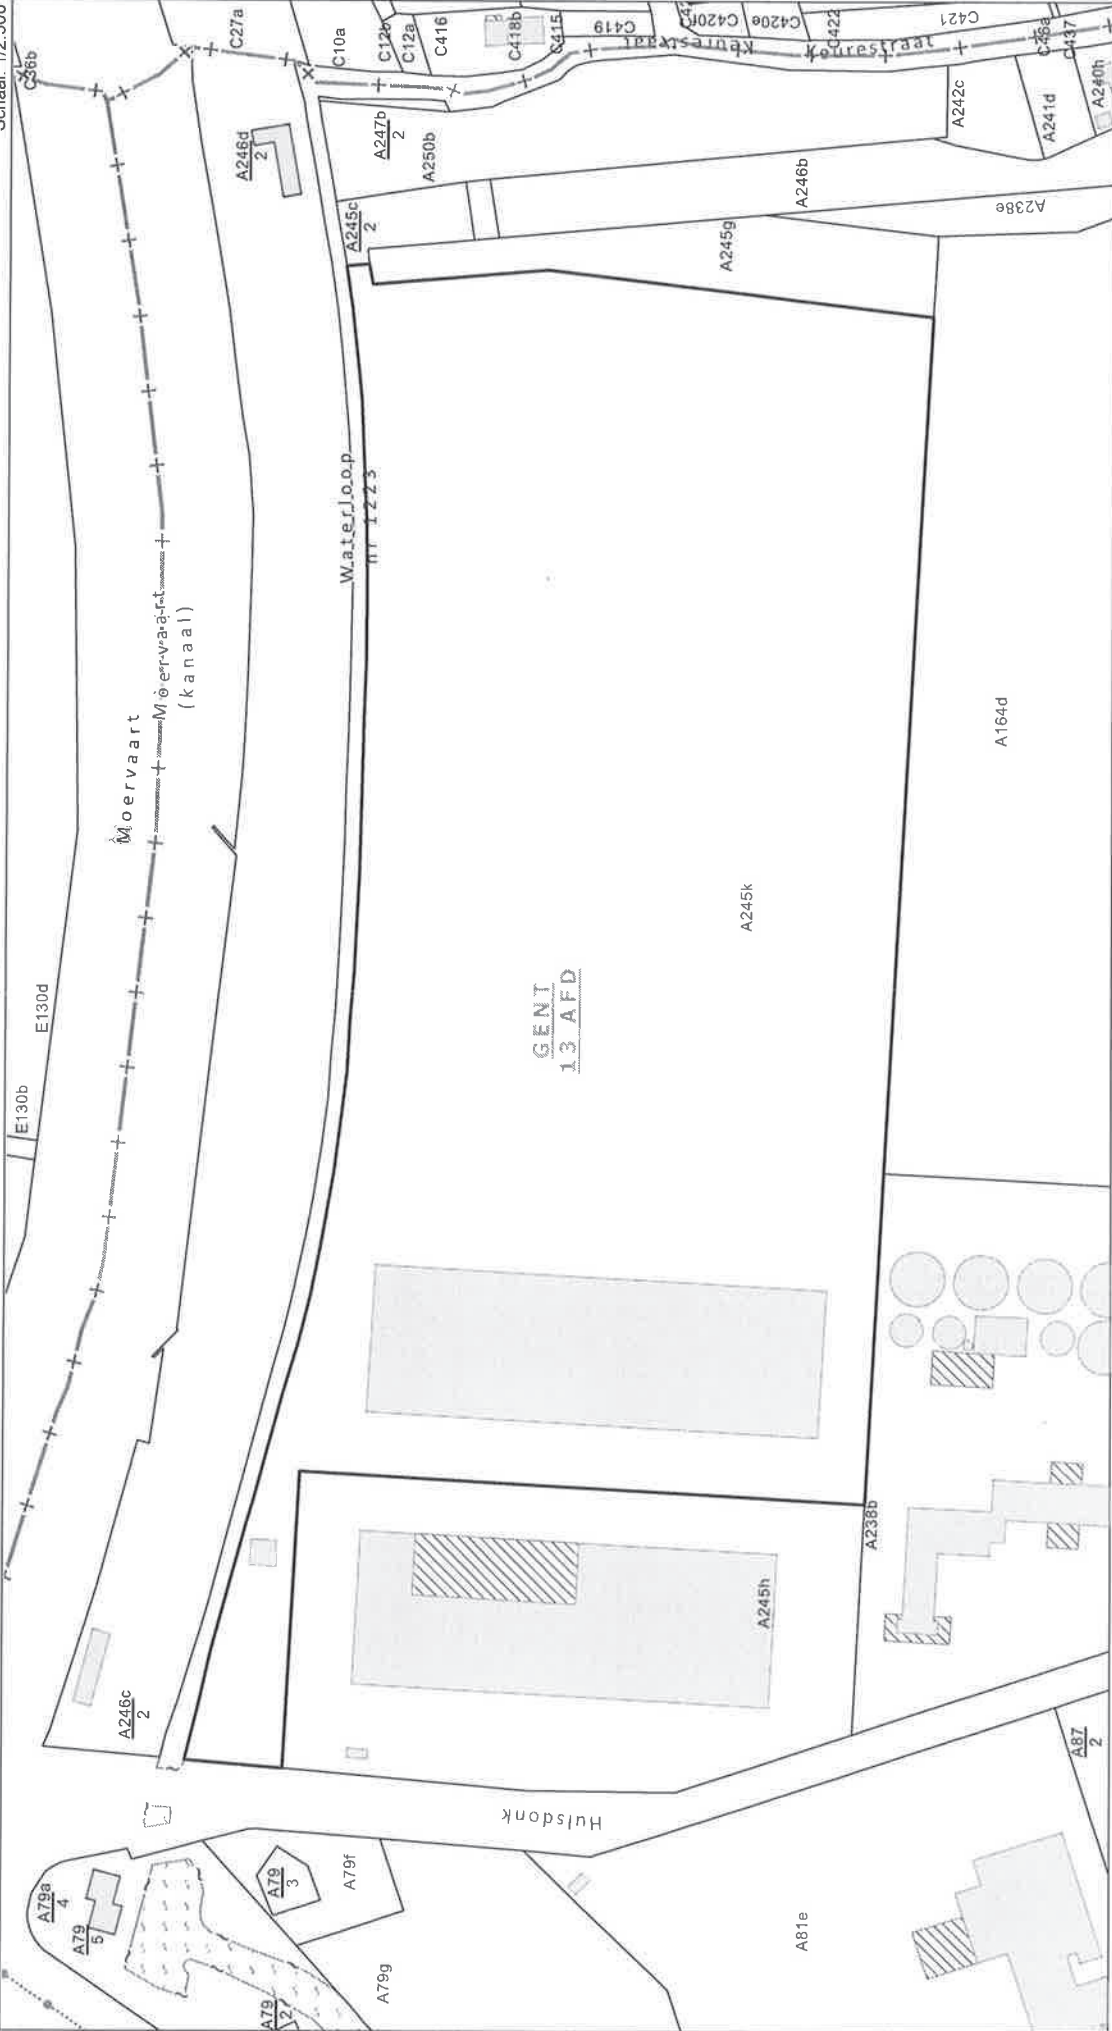 Schaal: 1/2.500
C36b
C27a
C10a
C12b
C12a
C416
C418b
C415
C419
C420f
C420e
C422
C421
C46a
C437
Keurestraat
Keurestraat
A240h
A241d
A242c
A246d
2
A247b
2
A250b
A245c
2
A246b
A238e
A245g
Waterloop
nr 1223
Moervaart
Moervaart
(kanaal)
E130d
E130b
A164d
A245k
GENT
13 AFD
A238b
A245h
A246c
2
Hulsdonk
A87
2
A79a
4
A79
5
A79
3
A79f
A79g
A79
2
A81e